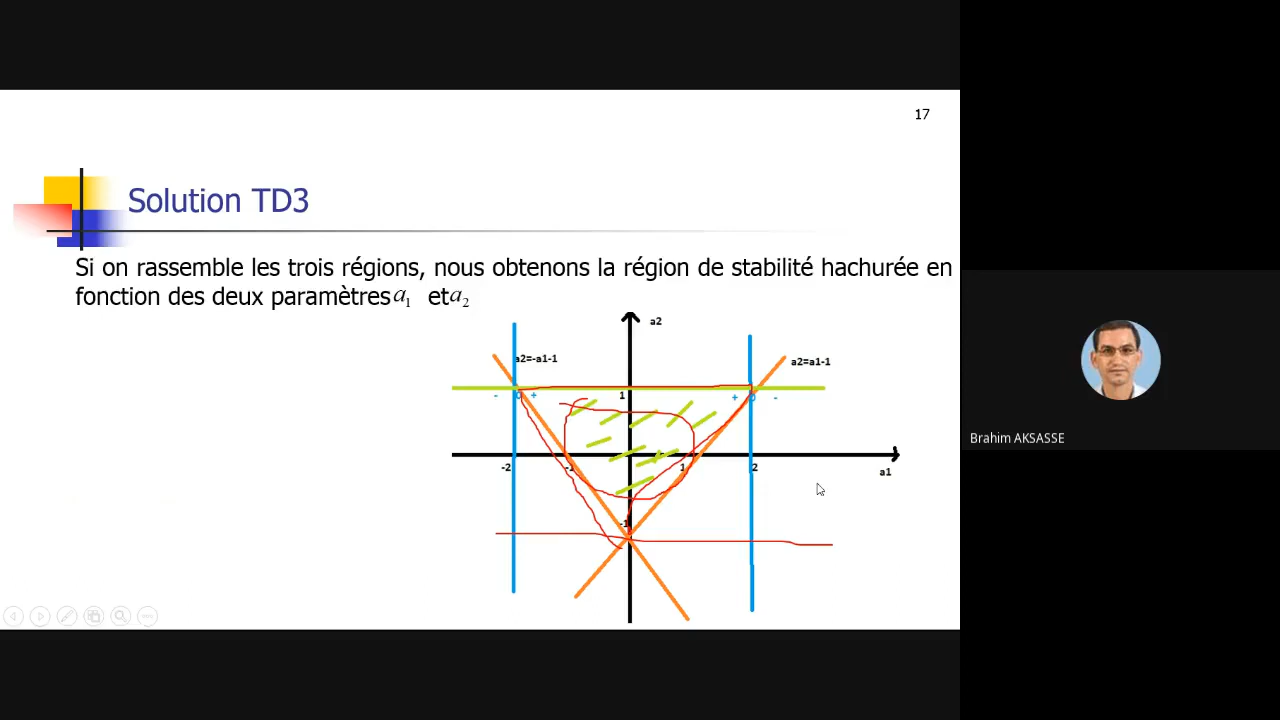 17
Solution TD3
Si on rassemble les trois régions, nous obtenons la région de stabilité hachurée en
fonction des deux paramètres a₁ et a₂
a2
a2=-a1-1
a2=a1-1
- 0 +
1
+ 0 -
-2
-1
1
2
a1
-1
Brahim AKSASSE